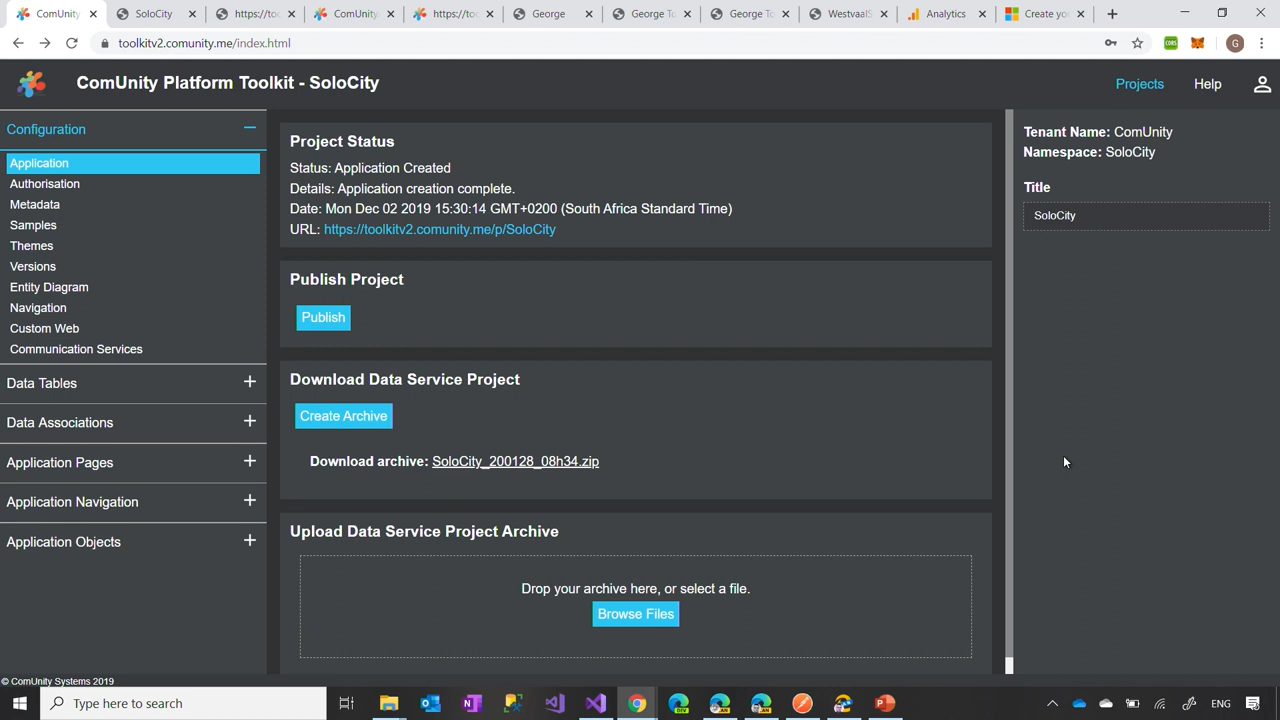 ComUnity
SoloCity
https://too
ComUnity
https://too
George
George To
George To
WestvaalS
Analytics
Create you
toolkitv2.comunity.me/index.html
CORS
G
ComUnity Platform Toolkit - SoloCity
Projects
Help
Configuration
Application
Authorisation
Metadata
Samples
Themes
Versions
Entity Diagram
Navigation
Custom Web
Communication Services
Data Tables
Data Associations
Application Pages
Application Navigation
Application Objects
Project Status
Status: Application Created
Details: Application creation complete.
Date: Mon Dec 02 2019 15:30:14 GMT+0200 (South Africa Standard Time)
URL: https://toolkitv2.comunity.me/p/SoloCity
Publish Project
Publish
Download Data Service Project
Create Archive
Download archive: SoloCity_200128_08h34.zip
Upload Data Service Project Archive
Drop your archive here, or select a file.
Browse Files
Tenant Name: ComUnity
Namespace: SoloCity
Title
SoloCity
© ComUnity Systems 2019
Type here to search
ENG